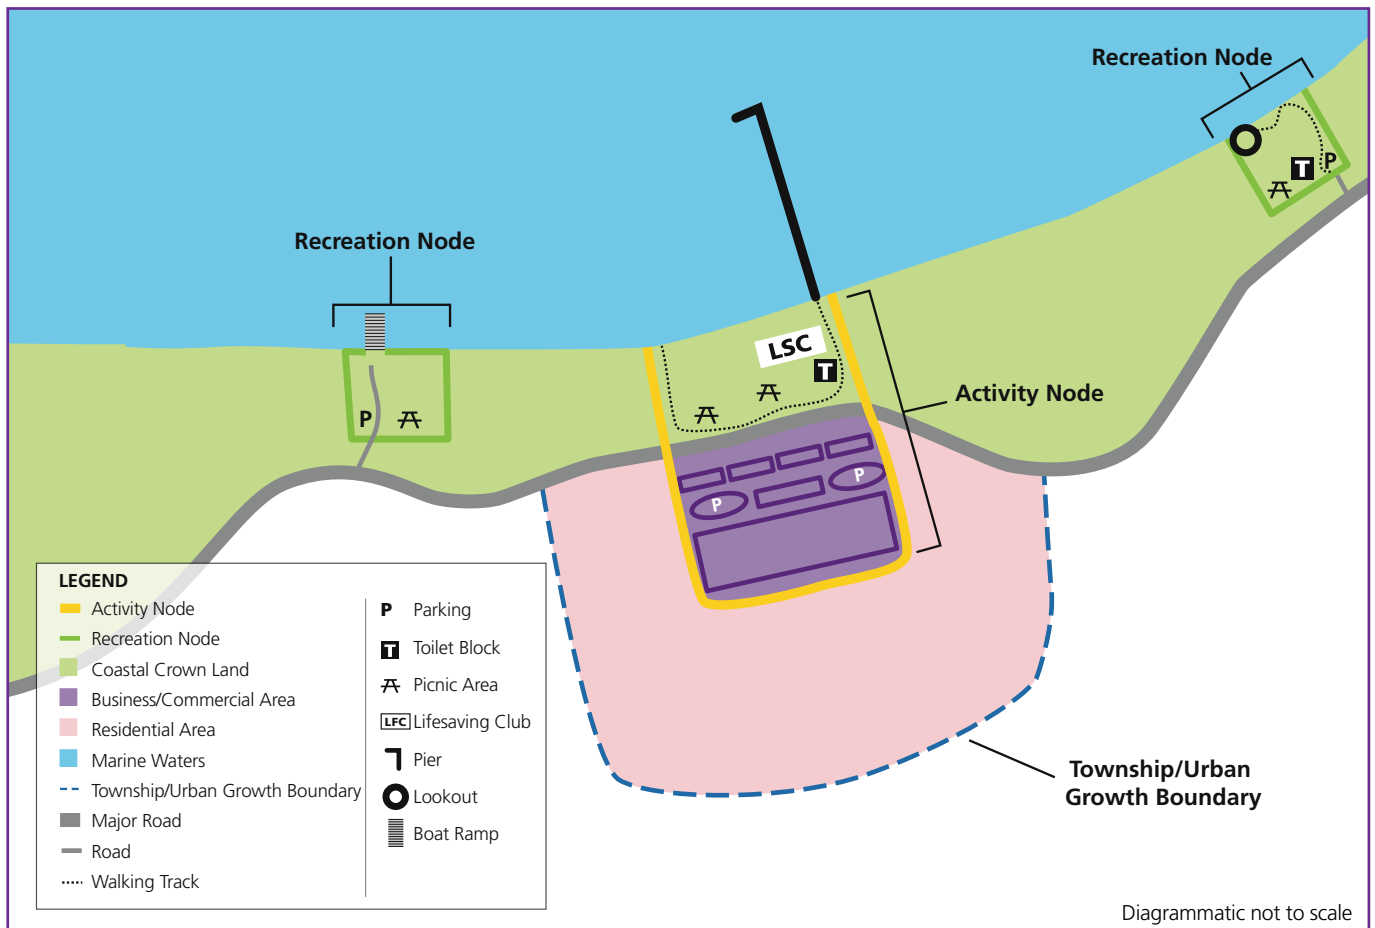 Recreation Node
Recreation Node
T
P
LSC
T
P
Activity Node
P
P
LEGEND
Activity Node
Recreation Node
Coastal Crown Land
Business/Commercial Area
Residential Area
Marine Waters
Township/Urban Growth Boundary
Major Road
Road
Walking Track
P Parking
T Toilet Block
Picnic Area
LFC Lifesaving Club
Pier
Lookout
Boat Ramp
Township/Urban
Growth Boundary
Diagrammatic not to scale